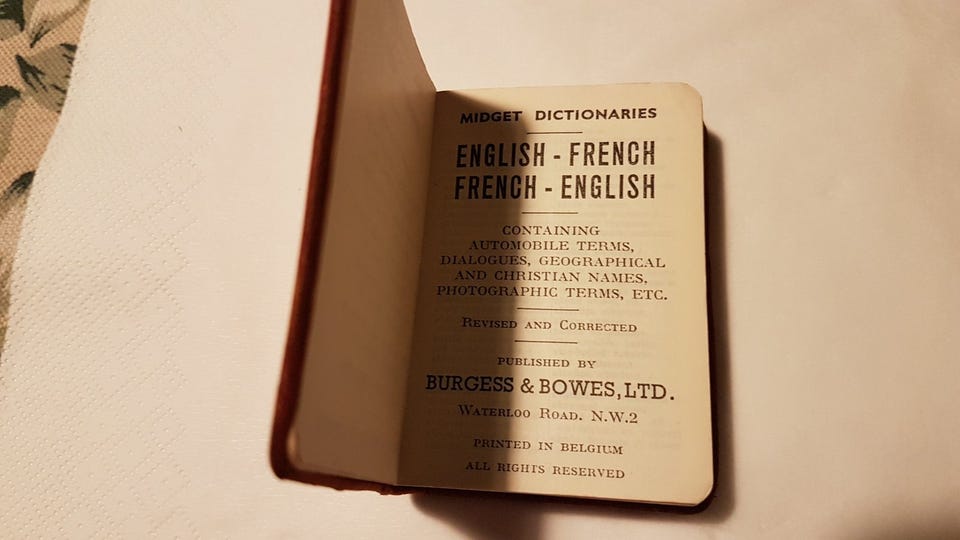 MIDGET DICTIONARIES
ENGLISH - FRENCH
FRENCH - ENGLISH
CONTAINING
AUTOMOBILE TERMS,
DIALOGUES, GEOGRAPHICAL
AND CHRISTIAN NAMES,
PHOTOGRAPHIC TERMS, ETC.
REVISED AND CORRECTED
PUBLISHED BY
BURGESS & BOWES, LTD.
WATERLOO ROAD. N.W.2
PRINTED IN BELGIUM
ALL RIGHTS RESERVED